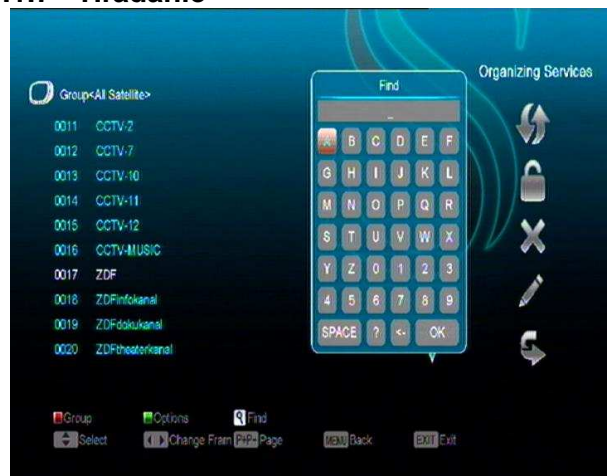 Organizing Services
Find
Group<All Satellite>
_
0011 CCTV-2
0012 CCTV-7
0013 CCTV-10
0014 CCTV-11
0015 CCTV-12
0016 CCTV-MUSIC
0017 ZDF
0018 ZDFinfokanal
0019 ZDFdokukanal
0020 ZDFtheaterkanal
A B C D E F
G H I J K L
M N O P Q R
S T U V W X
Y Z 0 1 2 3
4 5 6 7 8 9
SPACE ? <- OK
Group Options Find
Select Change Fram P+P- Page MENU Back EXIT Exit